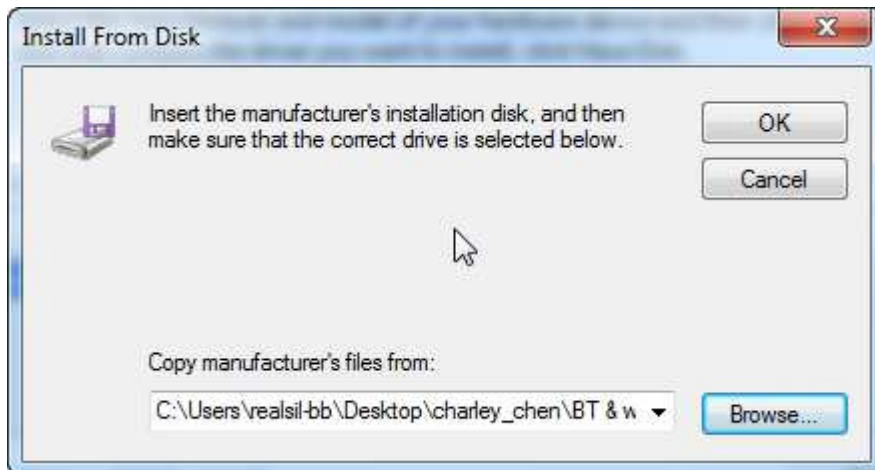 Install From Disk
Insert the manufacturer's installation disk, and then
make sure that the correct drive is selected below.
OK
Cancel
Copy manufacturer's files from:
C:\Users\realsil-bb\Desktop\charley_chen\BT & w
Browse...